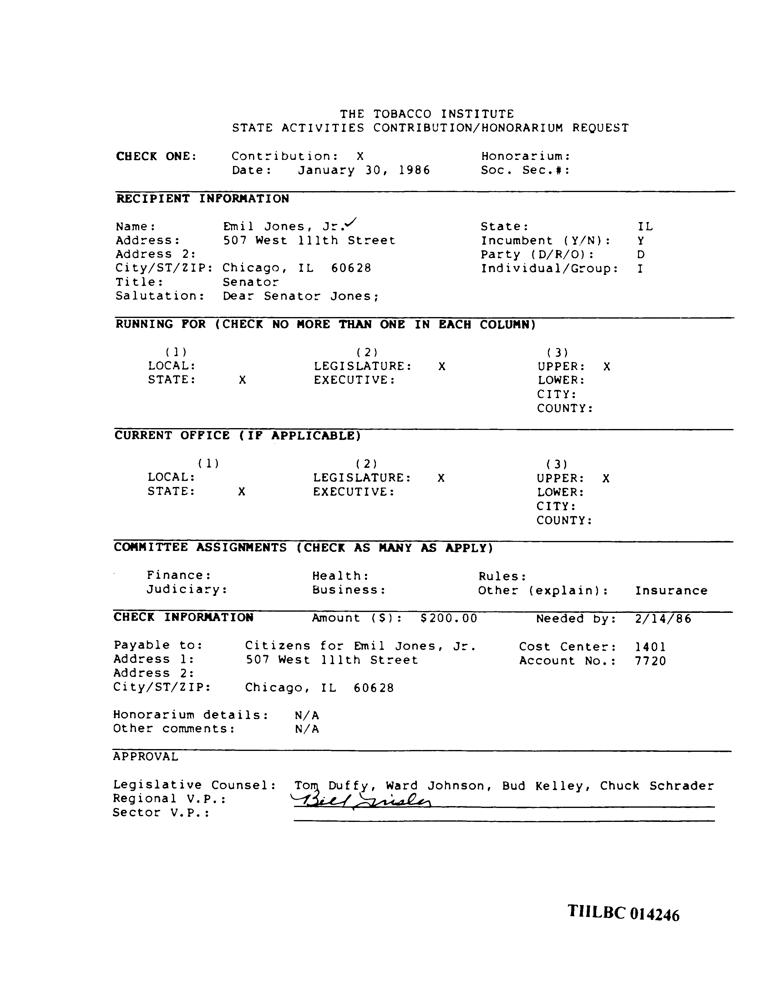 THE TOBACCO INSTITUTE
STATE ACTIVITIES CONTRIBUTION/HONORARIUM REQUEST
CHECK ONE: Contribution: X Honorarium:
Date: January 30, 1986 Soc. Sec.#:
RECIPIENT INFORMATION
Name: Emil Jones, Jr.✓ State: IL
Address: 507 West 111th Street Incumbent (Y/N): Y
Address 2: Party (D/R/O): D
City/ST/ZIP: Chicago, IL 60628 Individual/Group: I
Title: Senator
Salutation: Dear Senator Jones;
RUNNING FOR (CHECK NO MORE THAN ONE IN EACH COLUMN)
(1) (2) (3)
LOCAL: LEGISLATURE: X UPPER: X
STATE: X EXECUTIVE: LOWER:
CITY:
COUNTY:
CURRENT OFFICE (IF APPLICABLE)
(1) (2) (3)
LOCAL: LEGISLATURE: X UPPER: X
STATE: X EXECUTIVE: LOWER:
CITY:
COUNTY:
COMMITTEE ASSIGNMENTS (CHECK AS MANY AS APPLY)
Finance: Health: Rules:
Judiciary: Business: Other (explain): Insurance
CHECK INFORMATION Amount ($): $200.00 Needed by: 2/14/86
Payable to: Citizens for Emil Jones, Jr. Cost Center: 1401
Address 1: 507 West 111th Street Account No.: 7720
Address 2:
City/ST/ZIP: Chicago, IL 60628
Honorarium details: N/A
Other comments: N/A
APPROVAL
Legislative Counsel: Tom Duffy, Ward Johnson, Bud Kelley, Chuck Schrader
Regional V.P.: Bill
Sector V.P.:
TIILBC 014246